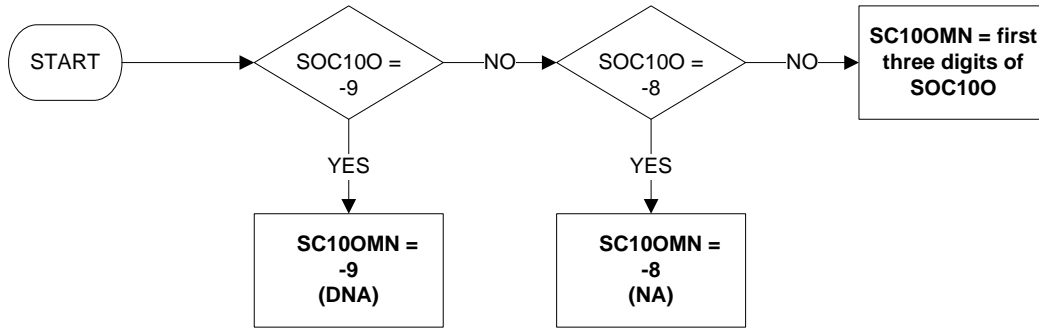 START
SOC10O =
-9
NO
SOC10O =
-8
NO
SC10OMN = first
three digits of
SOC10O
YES
YES
SC10OMN =
-9
(DNA)
SC10OMN =
-8
(NA)